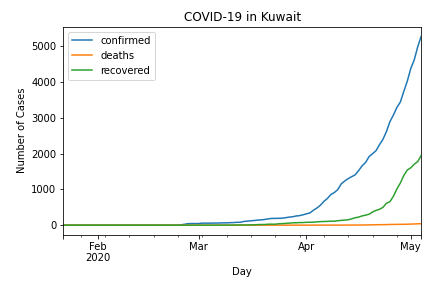 COVID-19 in Kuwait
confirmed
deaths
recovered
Number of Cases
5000
4000
3000
2000
1000
0
Feb
2020
Mar
Apr
May
Day